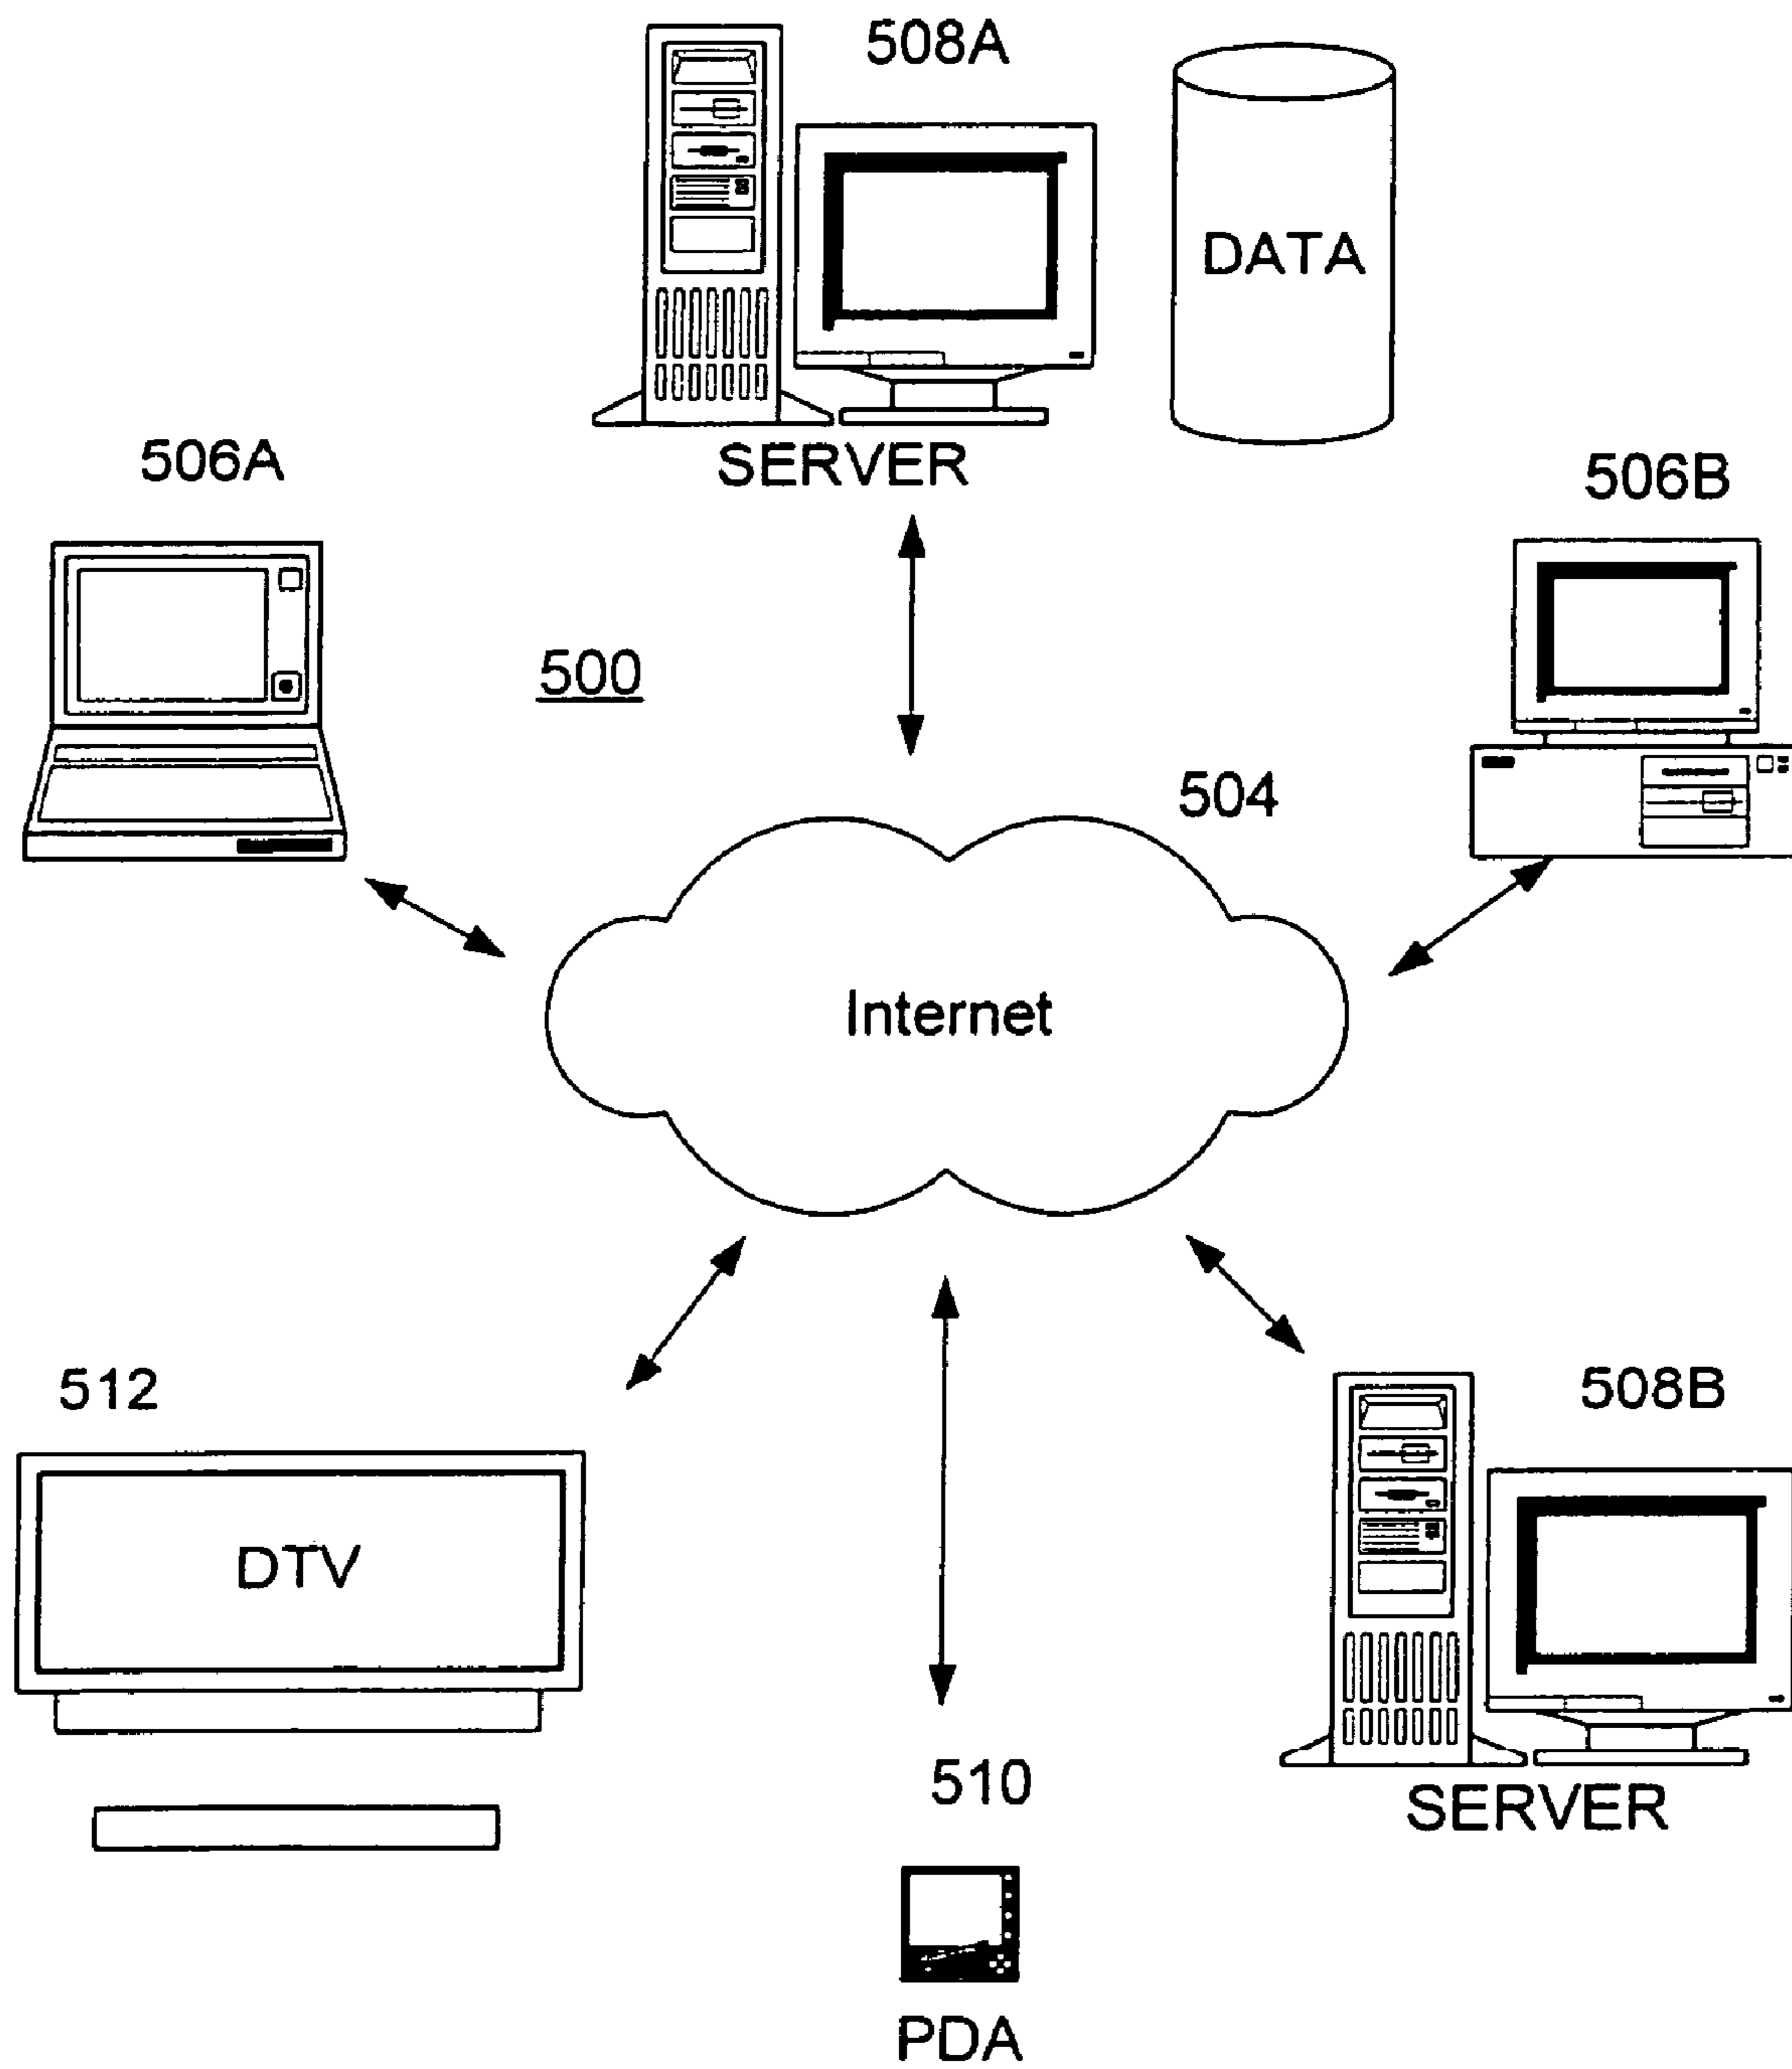 508A
DATA
SERVER
506A
506B
500
504
Internet
512
508B
DTV
510
SERVER
PDA